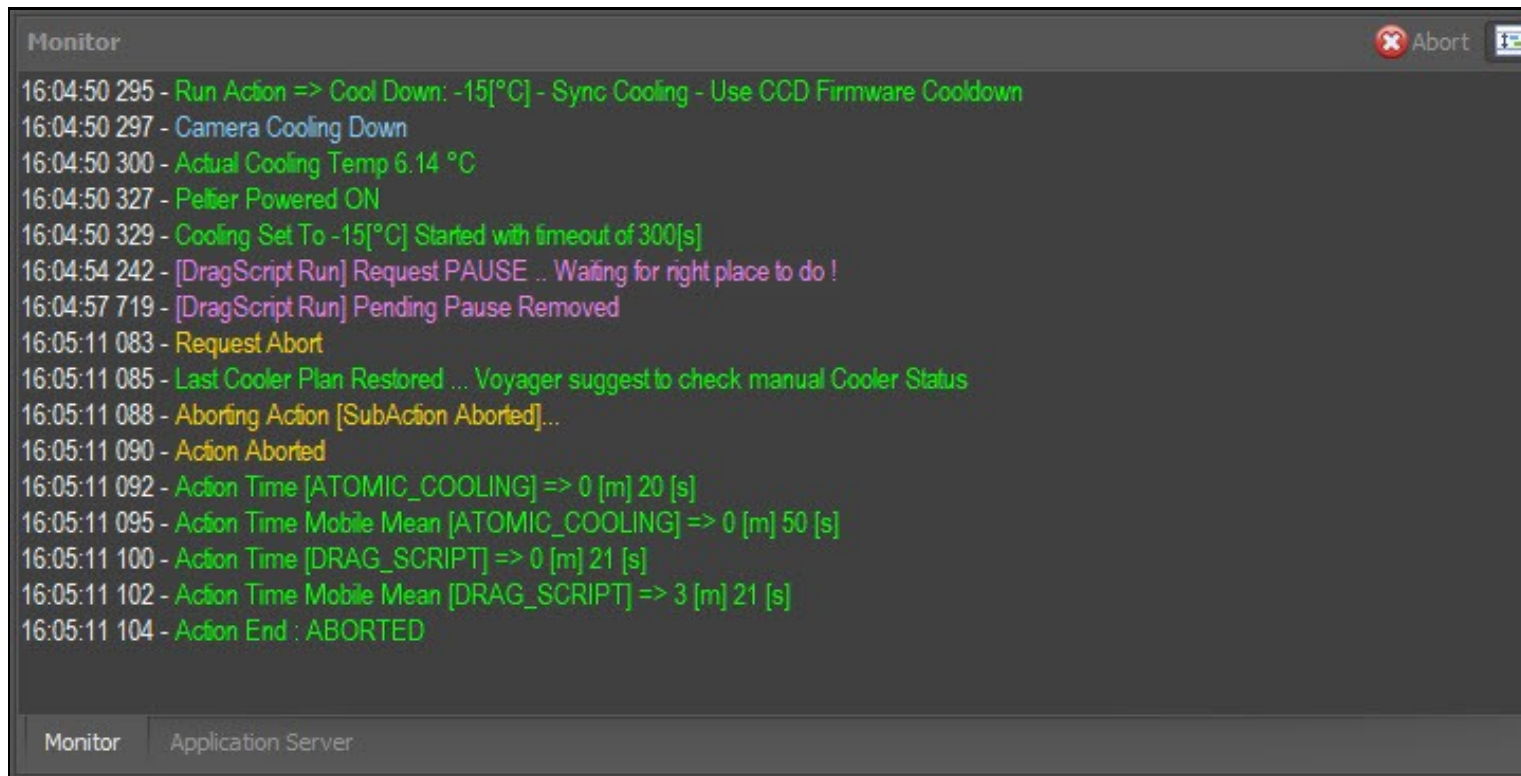 Monitor
Abort
16:04:50 295 - Run Action => Cool Down: -15[°C] - Sync Cooling - Use CCD Firmware Cooldown
16:04:50 297 - Camera Cooling Down
16:04:50 300 - Actual Cooling Temp 6.14 °C
16:04:50 327 - Peltier Powered ON
16:04:50 329 - Cooling Set To -15[°C] Started with timeout of 300[s]
16:04:54 242 - [DragScript Run] Request PAUSE .. Waiting for right place to do !
16:04:57 719 - [DragScript Run] Pending Pause Removed
16:05:11 083 - Request Abort
16:05:11 085 - Last Cooler Plan Restored ... Voyager suggest to check manual Cooler Status
16:05:11 088 - Aborting Action [SubAction Aborted]...
16:05:11 090 - Action Aborted
16:05:11 092 - Action Time [ATOMIC_COOLING] => 0 [m] 20 [s]
16:05:11 095 - Action Time Mobile Mean [ATOMIC_COOLING] => 0 [m] 50 [s]
16:05:11 100 - Action Time [DRAG_SCRIPT] => 0 [m] 21 [s]
16:05:11 102 - Action Time Mobile Mean [DRAG_SCRIPT] => 3 [m] 21 [s]
16:05:11 104 - Action End : ABORTED
Monitor
Application Server